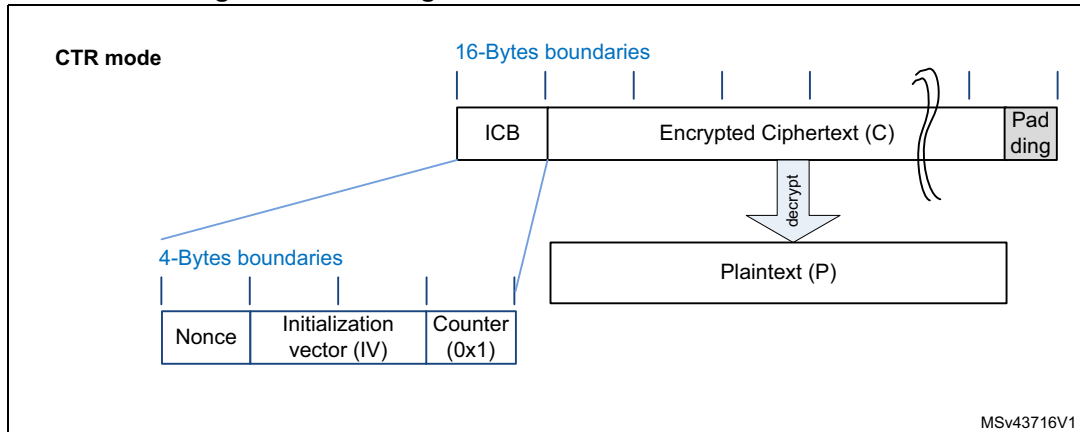 CTR mode
16-Bytes boundaries
ICB
Encrypted Ciphertext (C)
Pad
ding
decrypt
4-Bytes boundaries
Plaintext (P)
Nonce
Initialization
vector (IV)
Counter
(0x1)
MSv43716V1